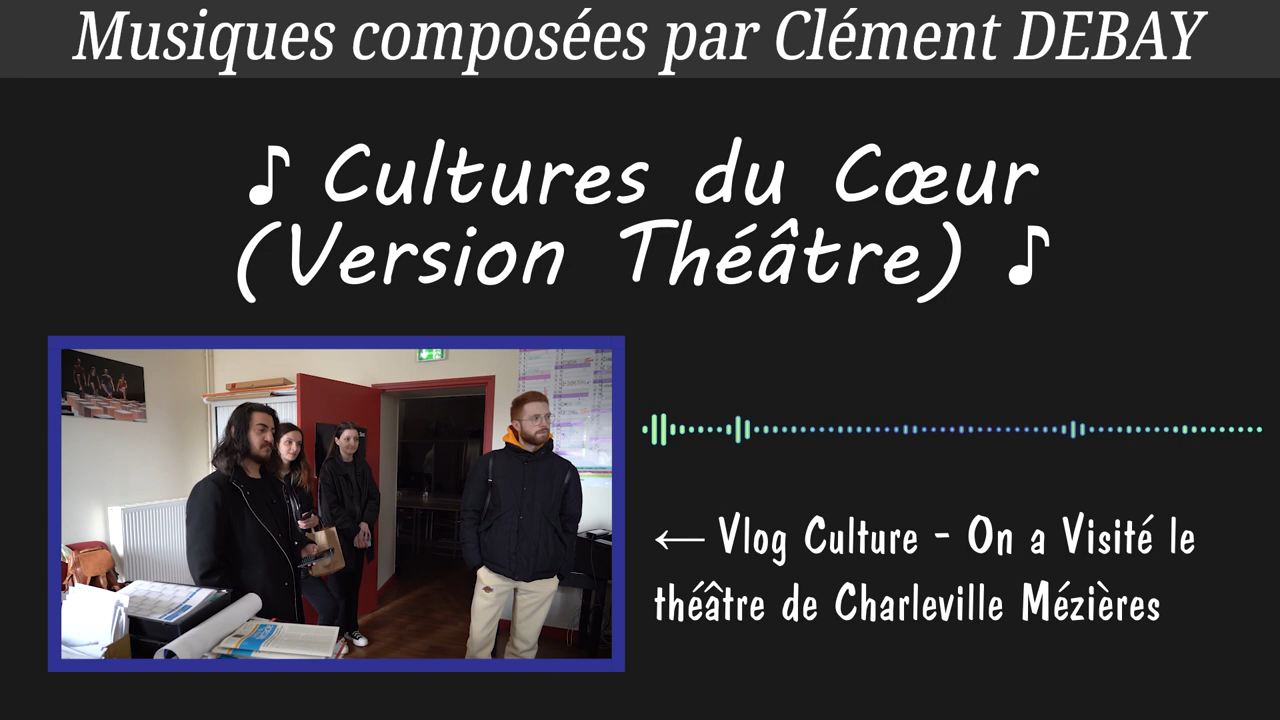 Musiques composées par Clément DEBAY
♪ Cultures du Cœur
(Version Théâtre) ♪
← Vlog Culture - On a Visité le
théâtre de Charleville Mézières